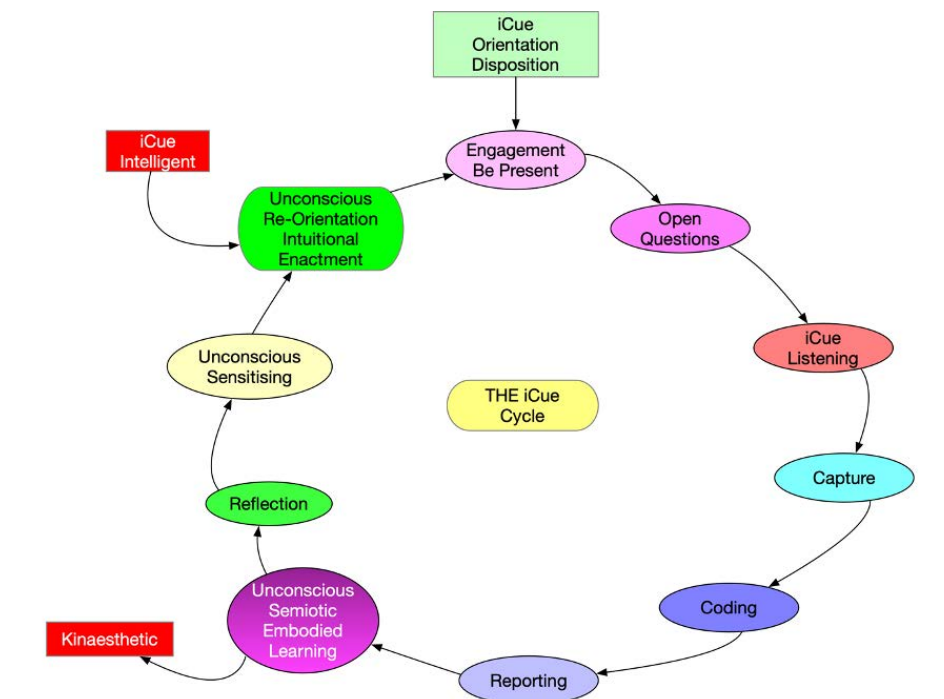 iCue
Orientation
Disposition
Engagement
Be Present
Open
Questions
iCue
Listening
Capture
Coding
Reporting
Unconscious
Semiotic
Embodied
Learning
Kinaesthetic
Reflection
Unconscious
Sensitising
Unconscious
Re-Orientation
Intuitional
Enactment
iCue
Intelligent
THE iCue
Cycle